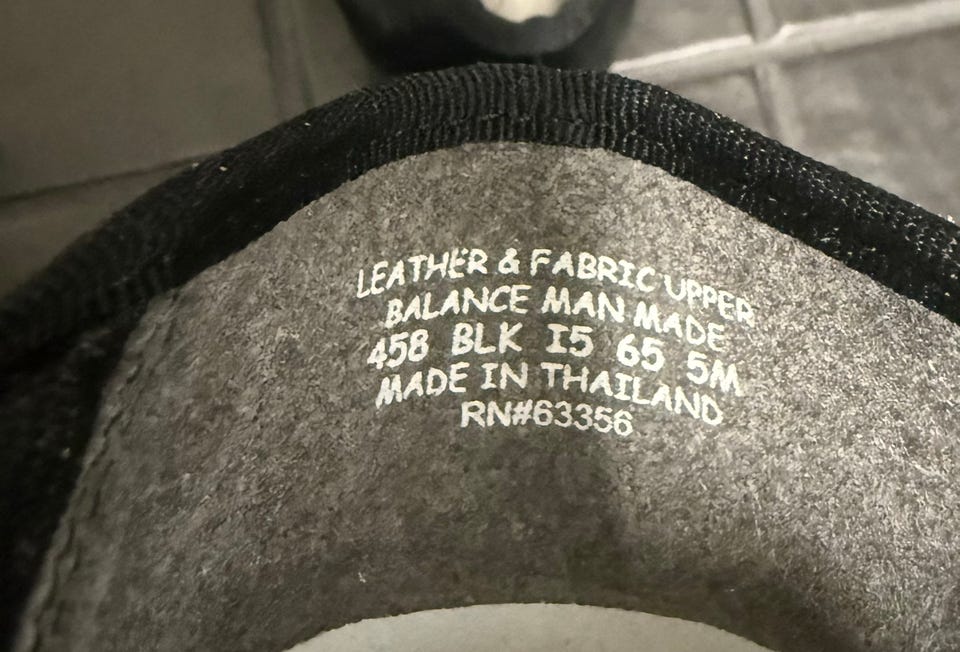 LEATHER & FABRIC UPPER
BALANCE MAN MADE
458 BLK I5 65 5M
MADE IN THAILAND
RN#63356